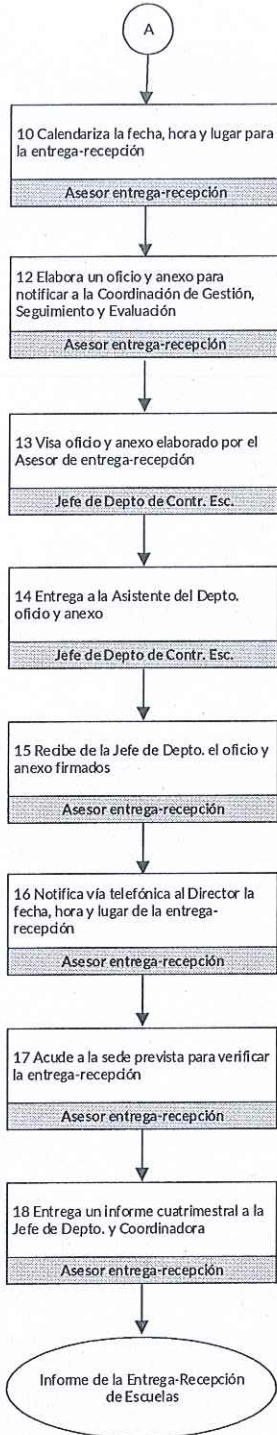 A
10 Calendariza la fecha, hora y lugar para
la entrega-recepción
Asesor entrega-recepción
12 Elabora un oficio y anexo para
notificar a la Coordinación de Gestión,
Seguimiento y Evaluación
Asesor entrega-recepción
13 Visa oficio y anexo elaborado por el
Asesor de entrega-recepción
Jefe de Depto de Contr. Esc.
14 Entrega a la Asistente del Depto.
oficio y anexo
Jefe de Depto de Contr. Esc.
15 Recibe de la Jefe de Depto. el oficio y
anexo firmados
Asesor entrega-recepción
16 Notifica vía telefónica al Director la
fecha, hora y lugar de la entrega-
recepción
Asesor entrega-recepción
17 Acude a la sede prevista para verificar
la entrega-recepción
Asesor entrega-recepción
18 Entrega un informe cuatrimestral a la
Jefe de Depto. y Coordinadora
Asesor entrega-recepción
Informe de la Entrega-Recepción
de Escuelas